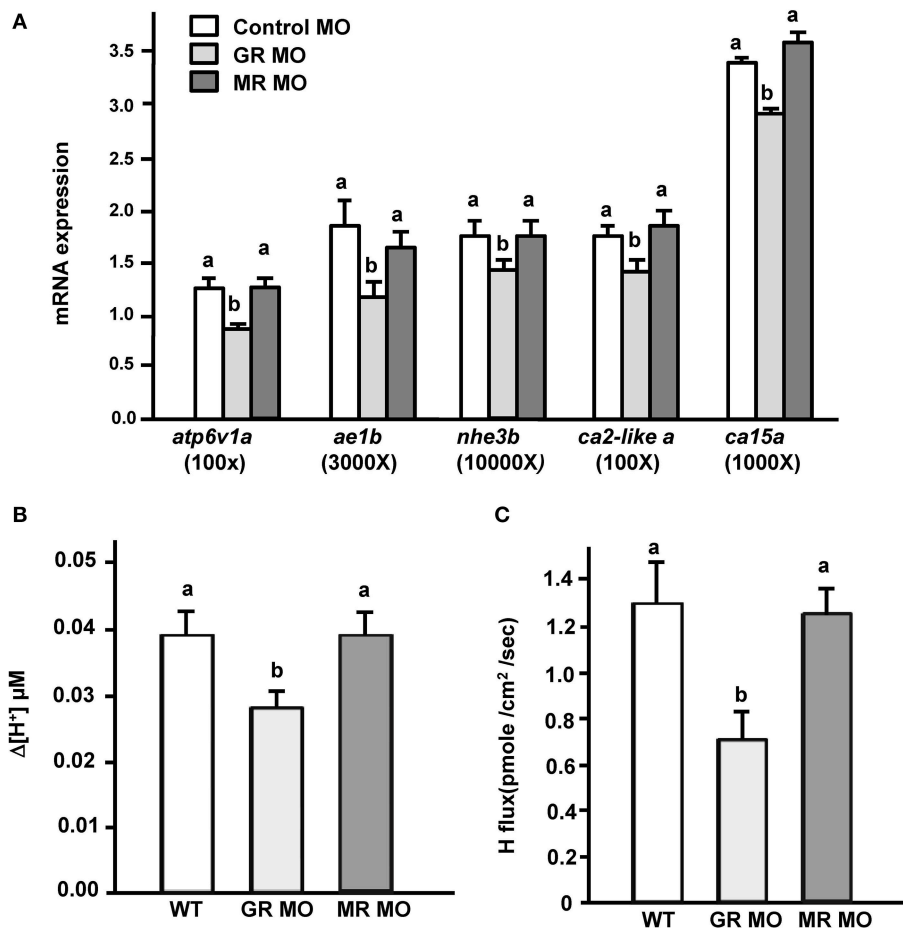 A
Control MO
GR MO
MR MO
mRNA expression
3.5
3.0
2.5
2.0
1.5
1.0
0.5
0.0
a b a
a b a
a b a
a b a
a b a
atp6v1a ae1b nhe3b ca2-like a ca15a
(100x) (3000X) (10000X) (100X) (1000X)
B
Δ[H+] µM
0.05
0.04
0.03
0.02
0.01
0.00
a b a
WT GR MO MR MO
C
H flux(pmole /cm² /sec)
1.4
1.2
1.0
0.8
0.6
0.4
0.2
0
a b a
WT GR MO MR MO